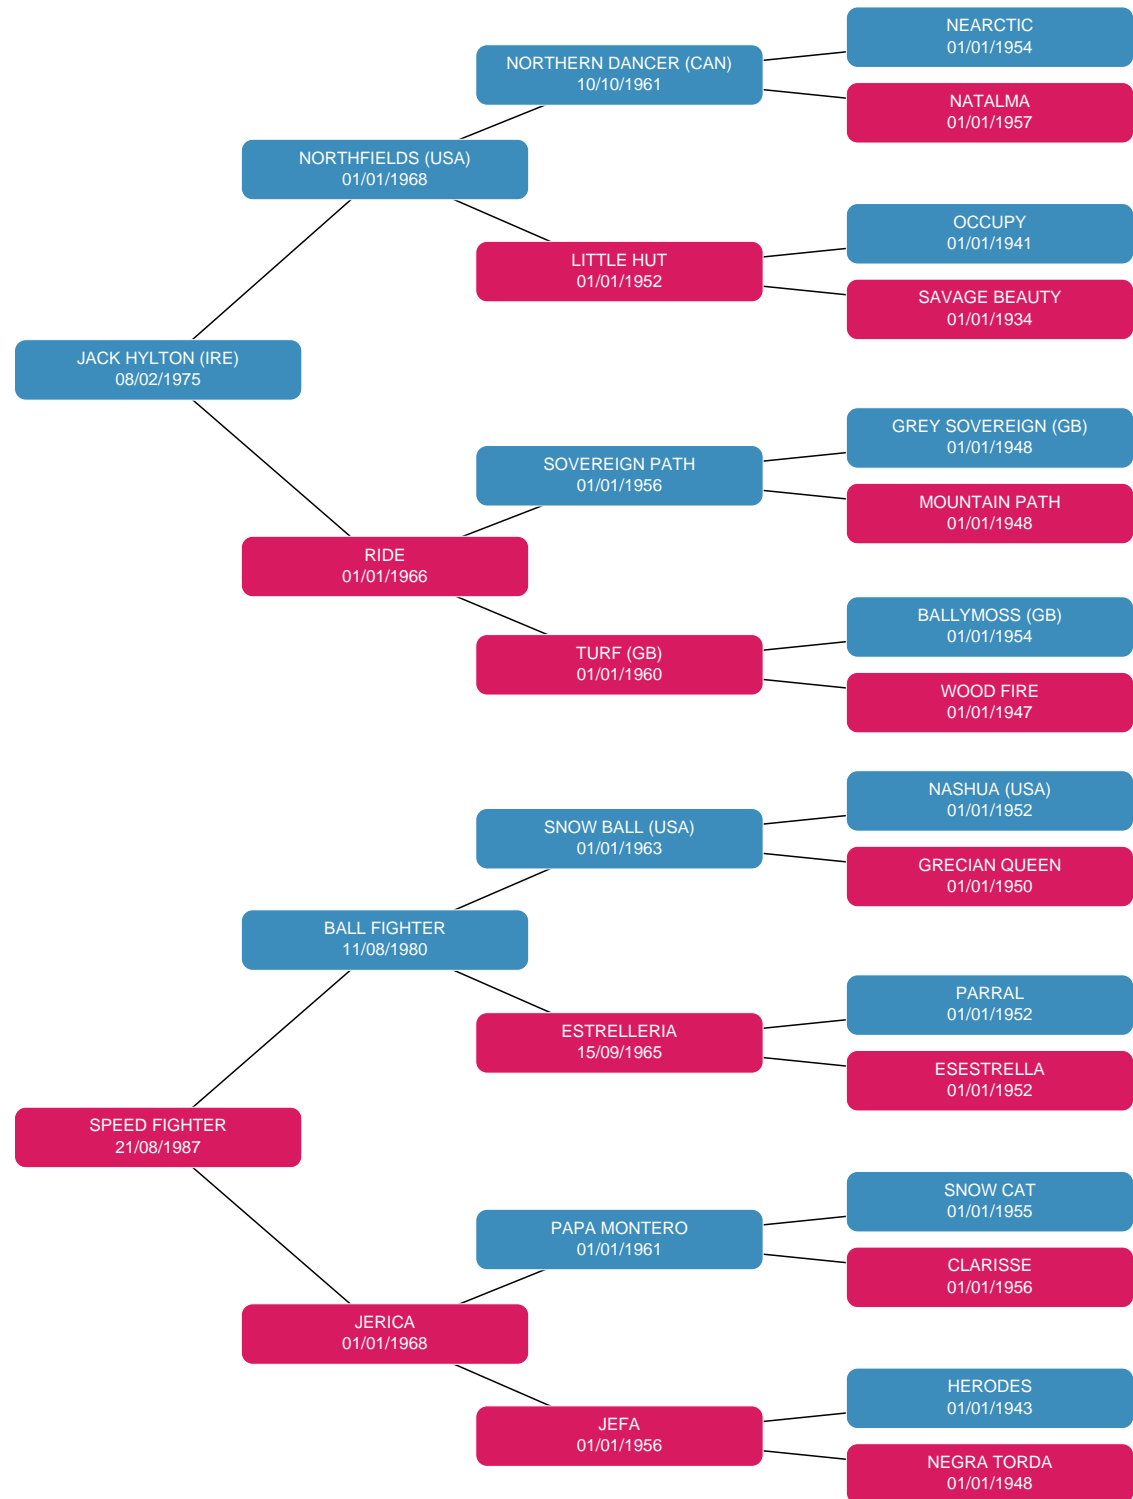 NEARCTIC
01/01/1954
NORTHERN DANCER (CAN)
10/10/1961
NATALMA
01/01/1957
NORTHFIELDS (USA)
01/01/1968
OCCUPY
01/01/1941
LITTLE HUT
01/01/1952
SAVAGE BEAUTY
01/01/1934
JACK HYLTON (IRE)
08/02/1975
GREY SOVEREIGN (GB)
01/01/1948
SOVEREIGN PATH
01/01/1956
MOUNTAIN PATH
01/01/1948
RIDE
01/01/1966
BALLYMOSS (GB)
01/01/1954
TURF (GB)
01/01/1960
WOOD FIRE
01/01/1947
NASHUA (USA)
01/01/1952
SNOW BALL (USA)
01/01/1963
GRECIAN QUEEN
01/01/1950
BALL FIGHTER
11/08/1980
PARRAL
01/01/1952
ESTRELLERIA
15/09/1965
ESESTRELLA
01/01/1952
SPEED FIGHTER
21/08/1987
SNOW CAT
01/01/1955
PAPA MONTERO
01/01/1961
CLARISSE
01/01/1956
JERICA
01/01/1968
HERODES
01/01/1943
JEFA
01/01/1956
NEGRA TORDA
01/01/1948